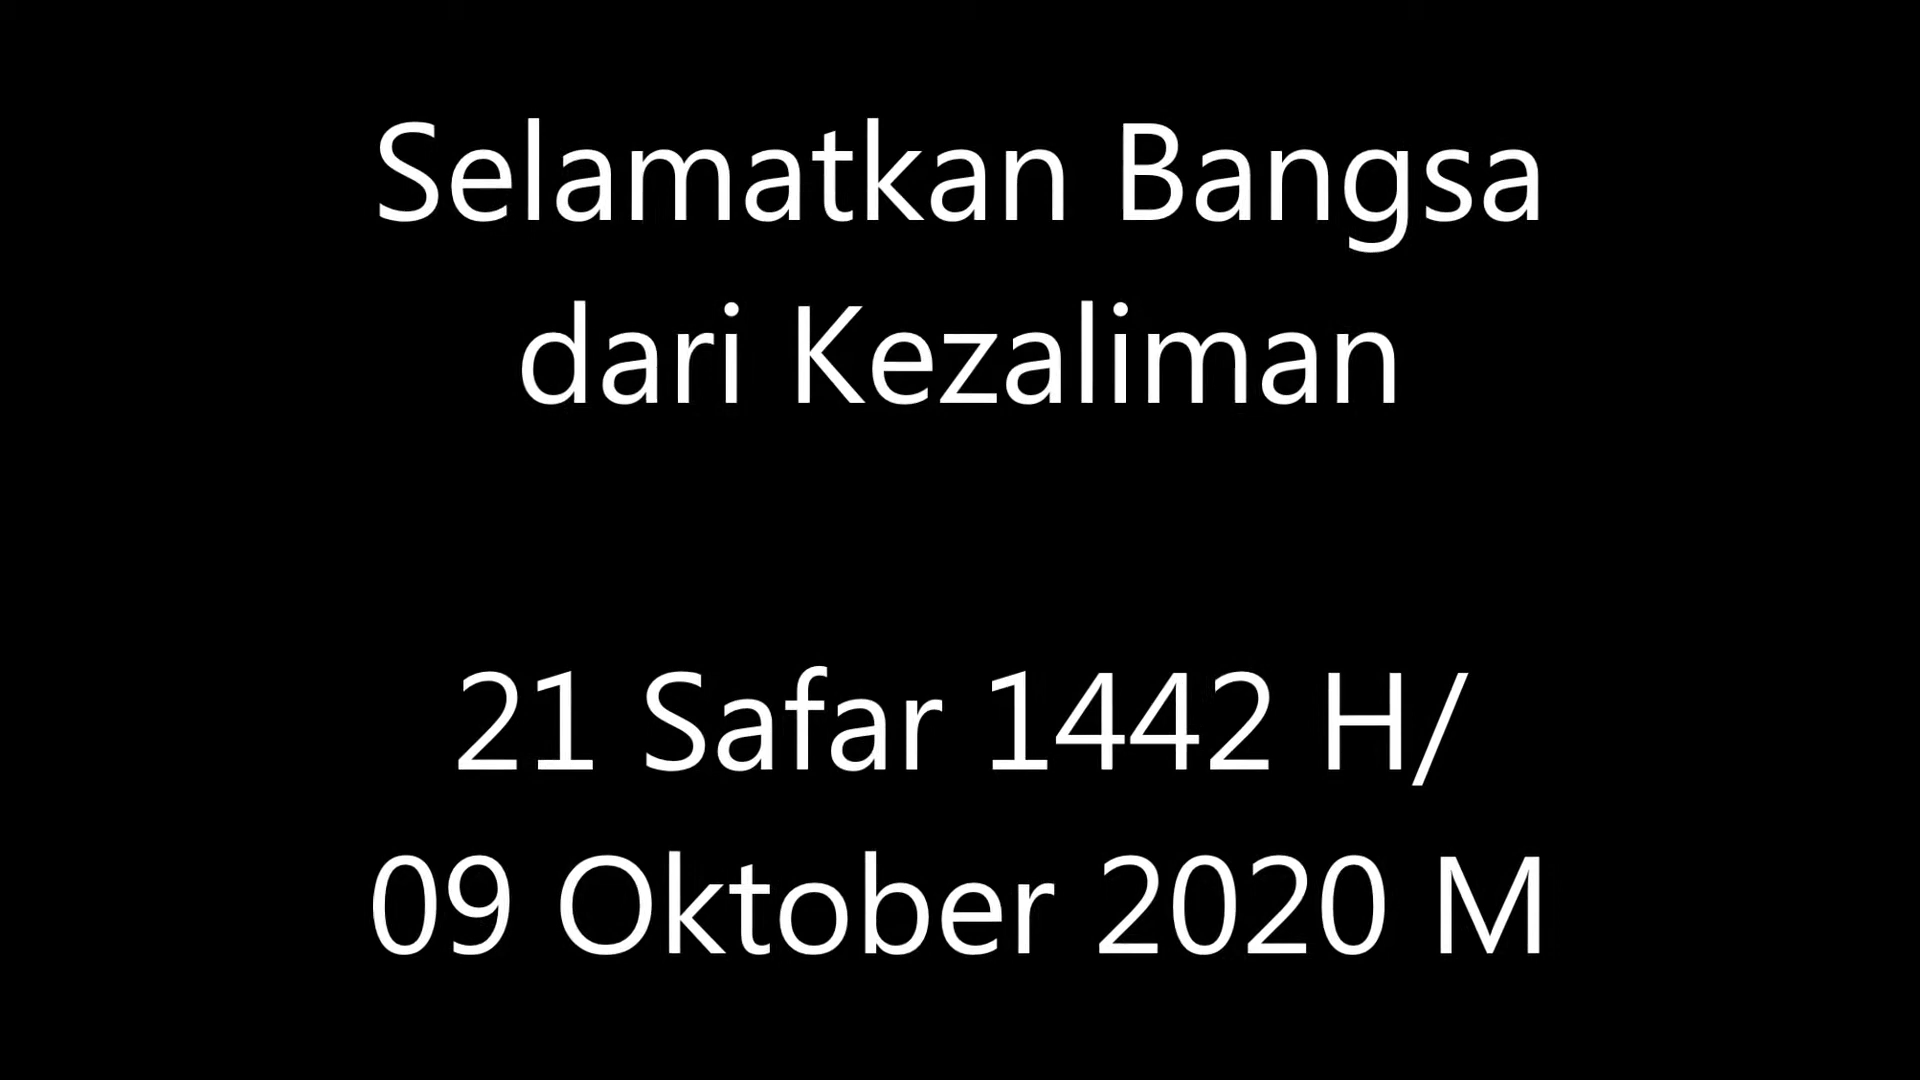 Selamatkan Bangsa
dari Kezaliman
21 Safar 1442 H/
09 Oktober 2020 M